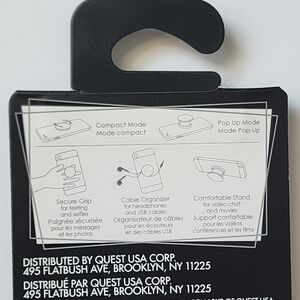 Compact Mode
Mode compact
Pop Up Mode
Mode Pop-Up
Secure Grip
for texting
and selfies
Poignée sécurisée
pour les messages
et les photos
Cable Organizer
for headphones
and USB cables
Organisateur de câbles
pour les écouteurs
et des câbles USB
Comfortable Stand
for video chat
and movies
Support confortable
pour les vidéos
conférences et les films
DISTRIBUTED BY QUEST USA CORP.
495 FLATBUSH AVE, BROOKLYN, NY 11225
DISTRIBUÉ PAR QUEST USA CORP.
495 FLATBUSH AVE, BROOKLYN, NY 11225